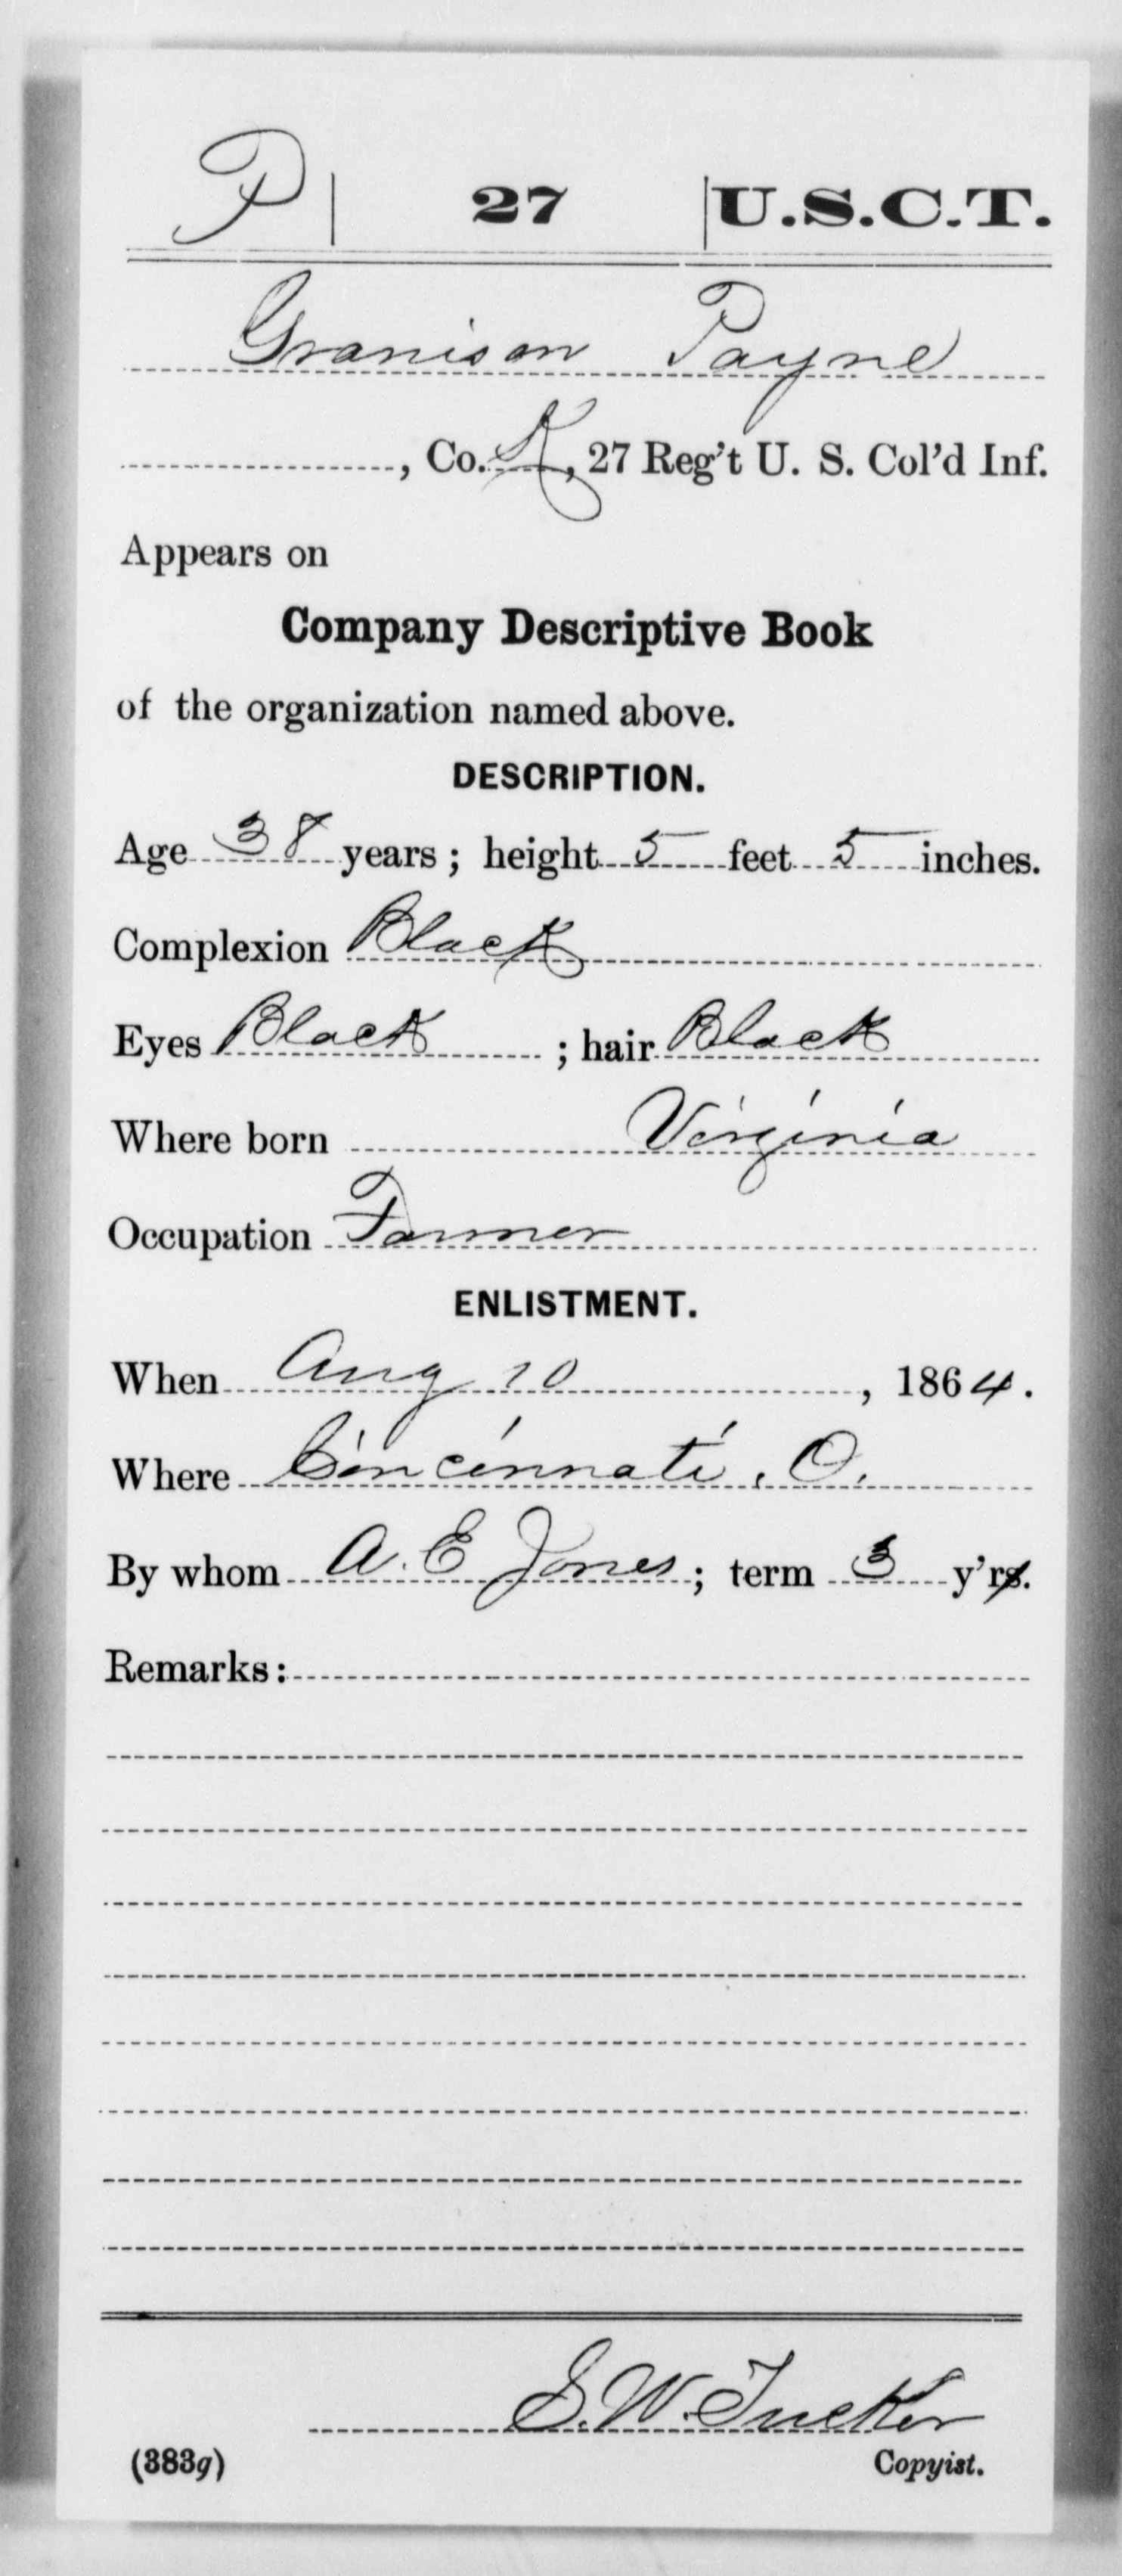 P | 27 | U.S.C.T.
Granison Payne
, Co. K, 27 Reg't U. S. Col'd Inf.
Appears on
Company Descriptive Book
of the organization named above.
DESCRIPTION.
Age 38 years; height 5 feet 5 inches.
Complexion Black
Eyes Black; hair Black
Where born Virginia
Occupation Farmer
ENLISTMENT.
When Aug 10, 1864.
Where Cincinnati, O.
By whom A. E Jones; term 3 y'rs.
Remarks:
S. W. Tucker
(383g) Copyist.